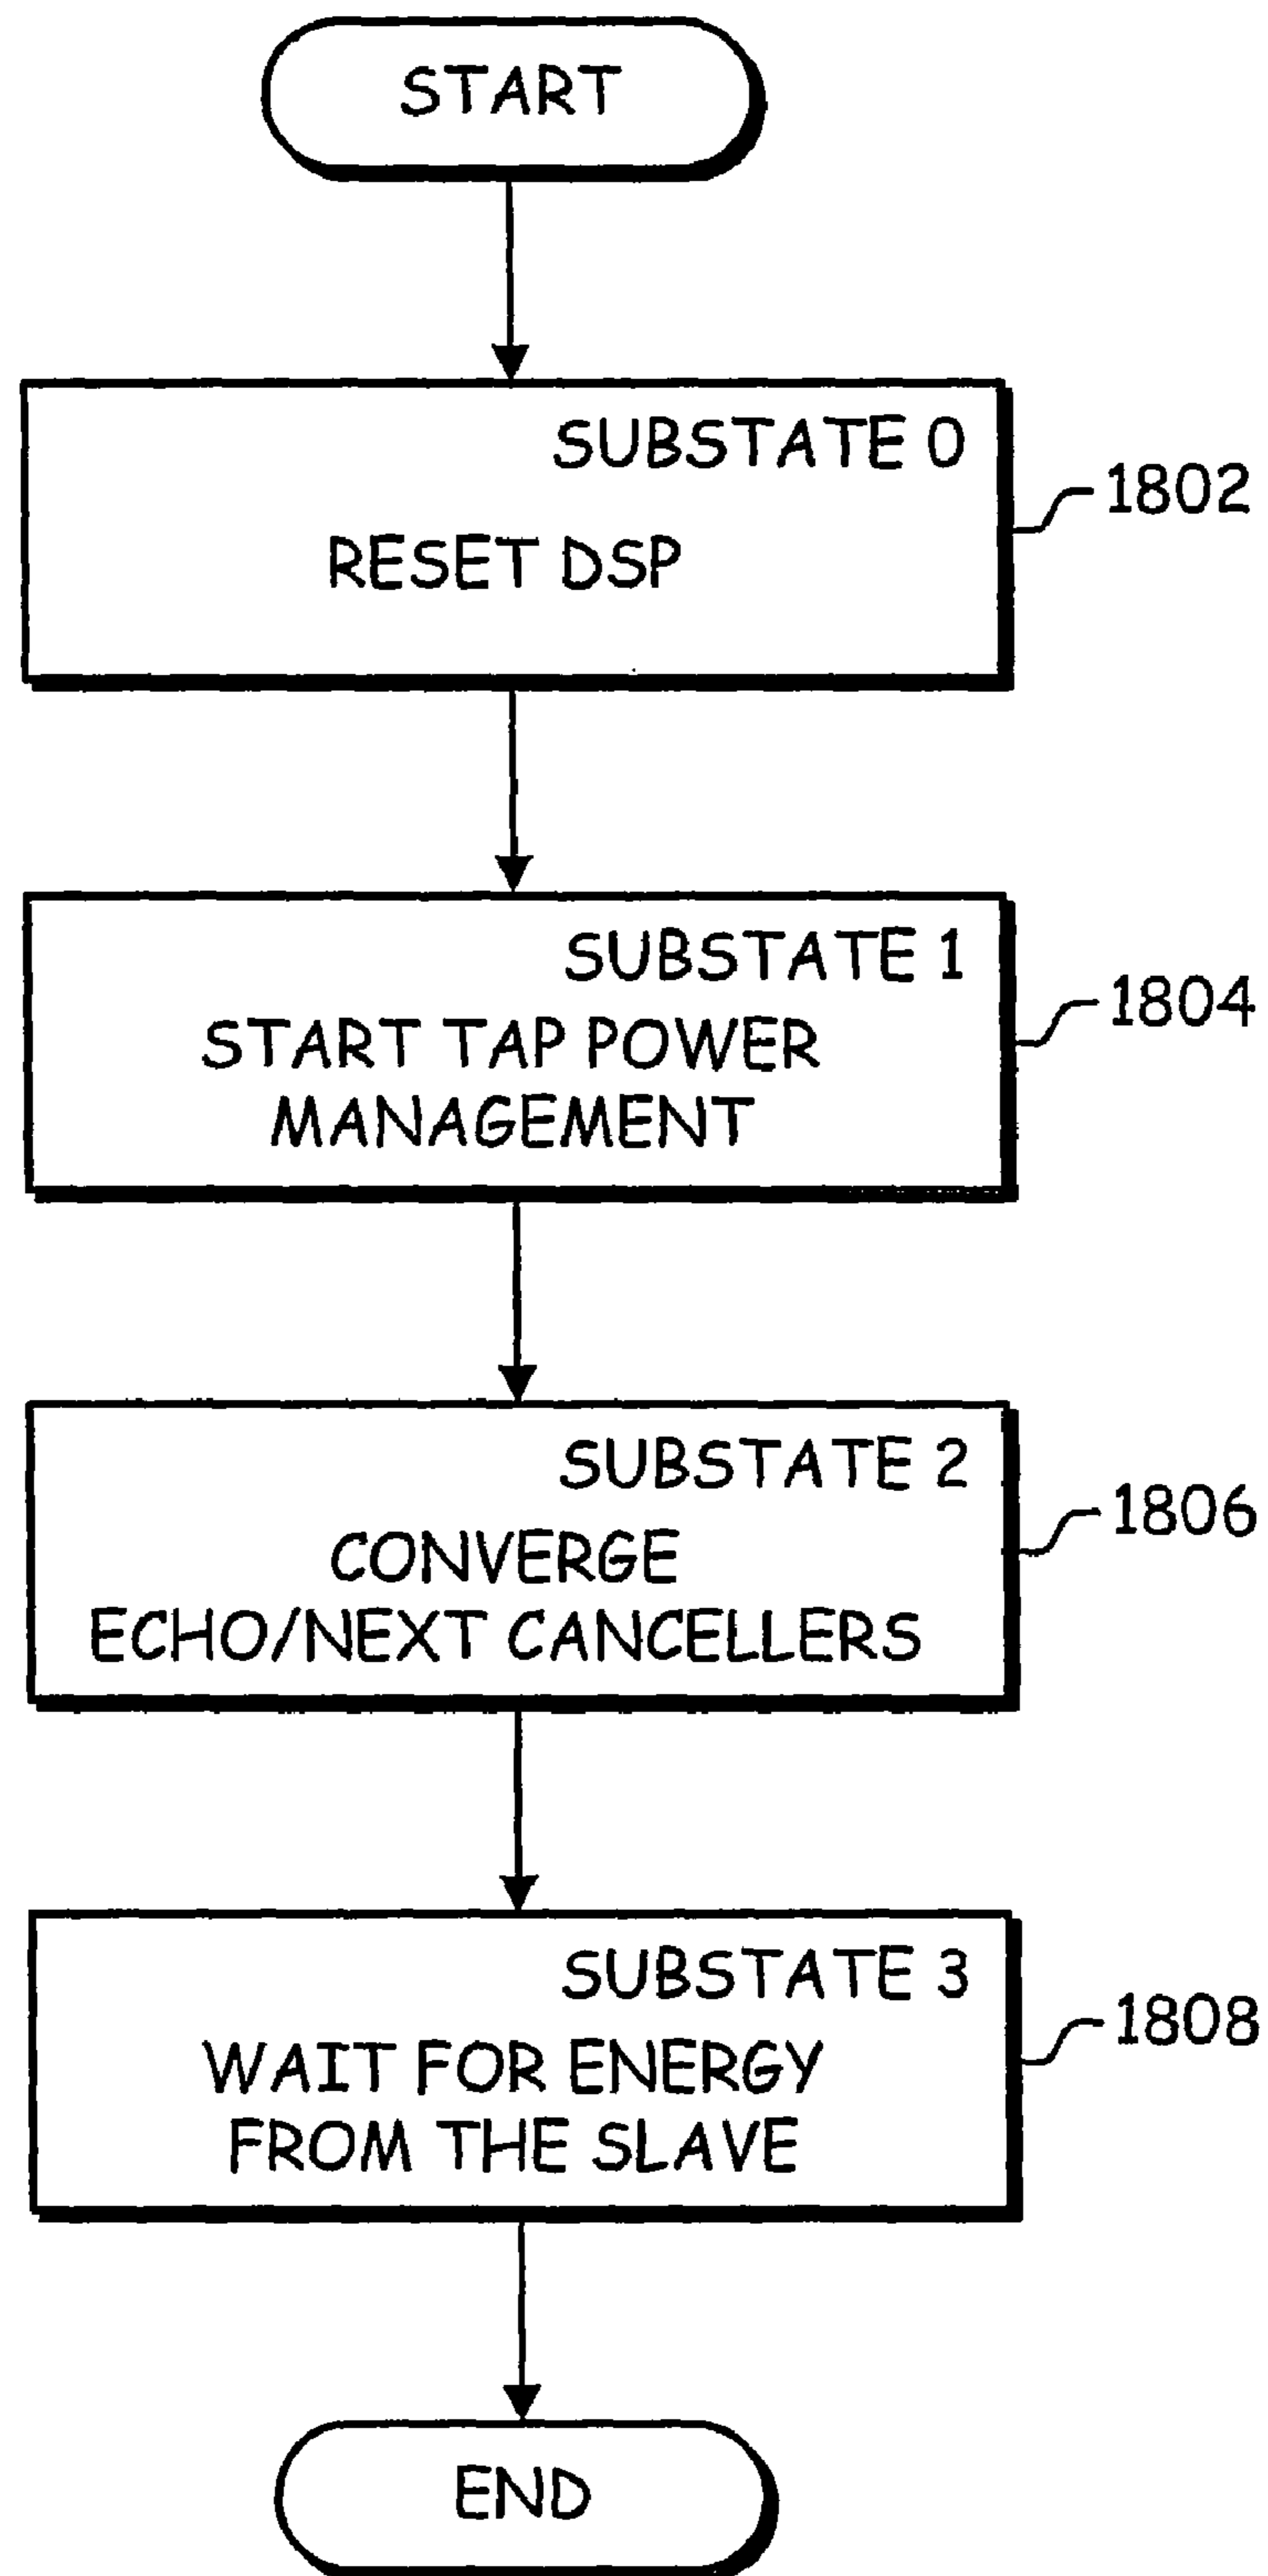 START
SUBSTATE 0
RESET DSP
1802
SUBSTATE 1
START TAP POWER
MANAGEMENT
1804
SUBSTATE 2
CONVERGE
ECHO/NEXT CANCELLERS
1806
SUBSTATE 3
WAIT FOR ENERGY
FROM THE SLAVE
1808
END